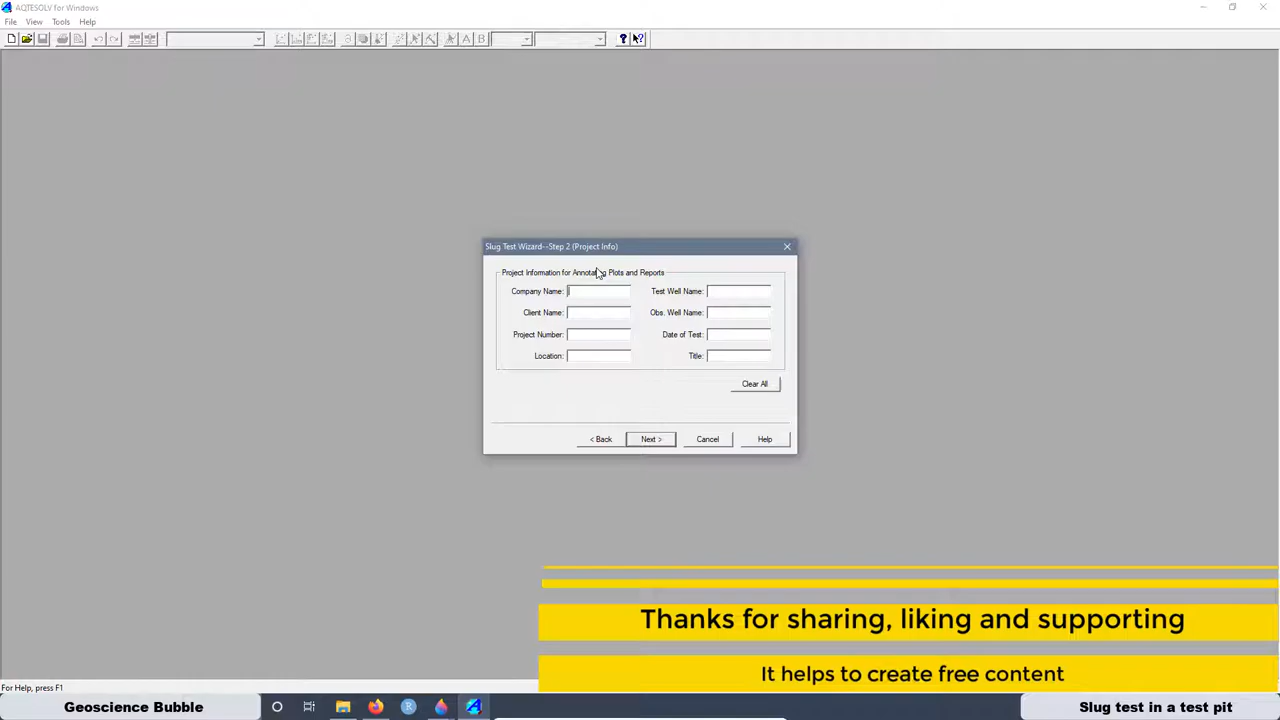 AQTESOLV for Windows
File View Tools Help
Slug Test Wizard--Step 2 (Project Info)
Project Information for Annotating Plots and Reports
Company Name: Test Well Name:
Client Name: Obs. Well Name:
Project Number: Date of Test:
Location: Title:
Clear All
< Back Next > Cancel Help
Thanks for sharing, liking and supporting
It helps to create free content
For Help, press F1
Geoscience Bubble
Slug test in a test pit